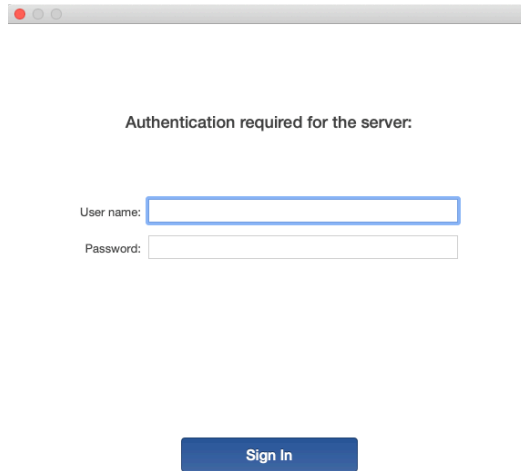 Authentication required for the server:
User name:
Password:
Sign In